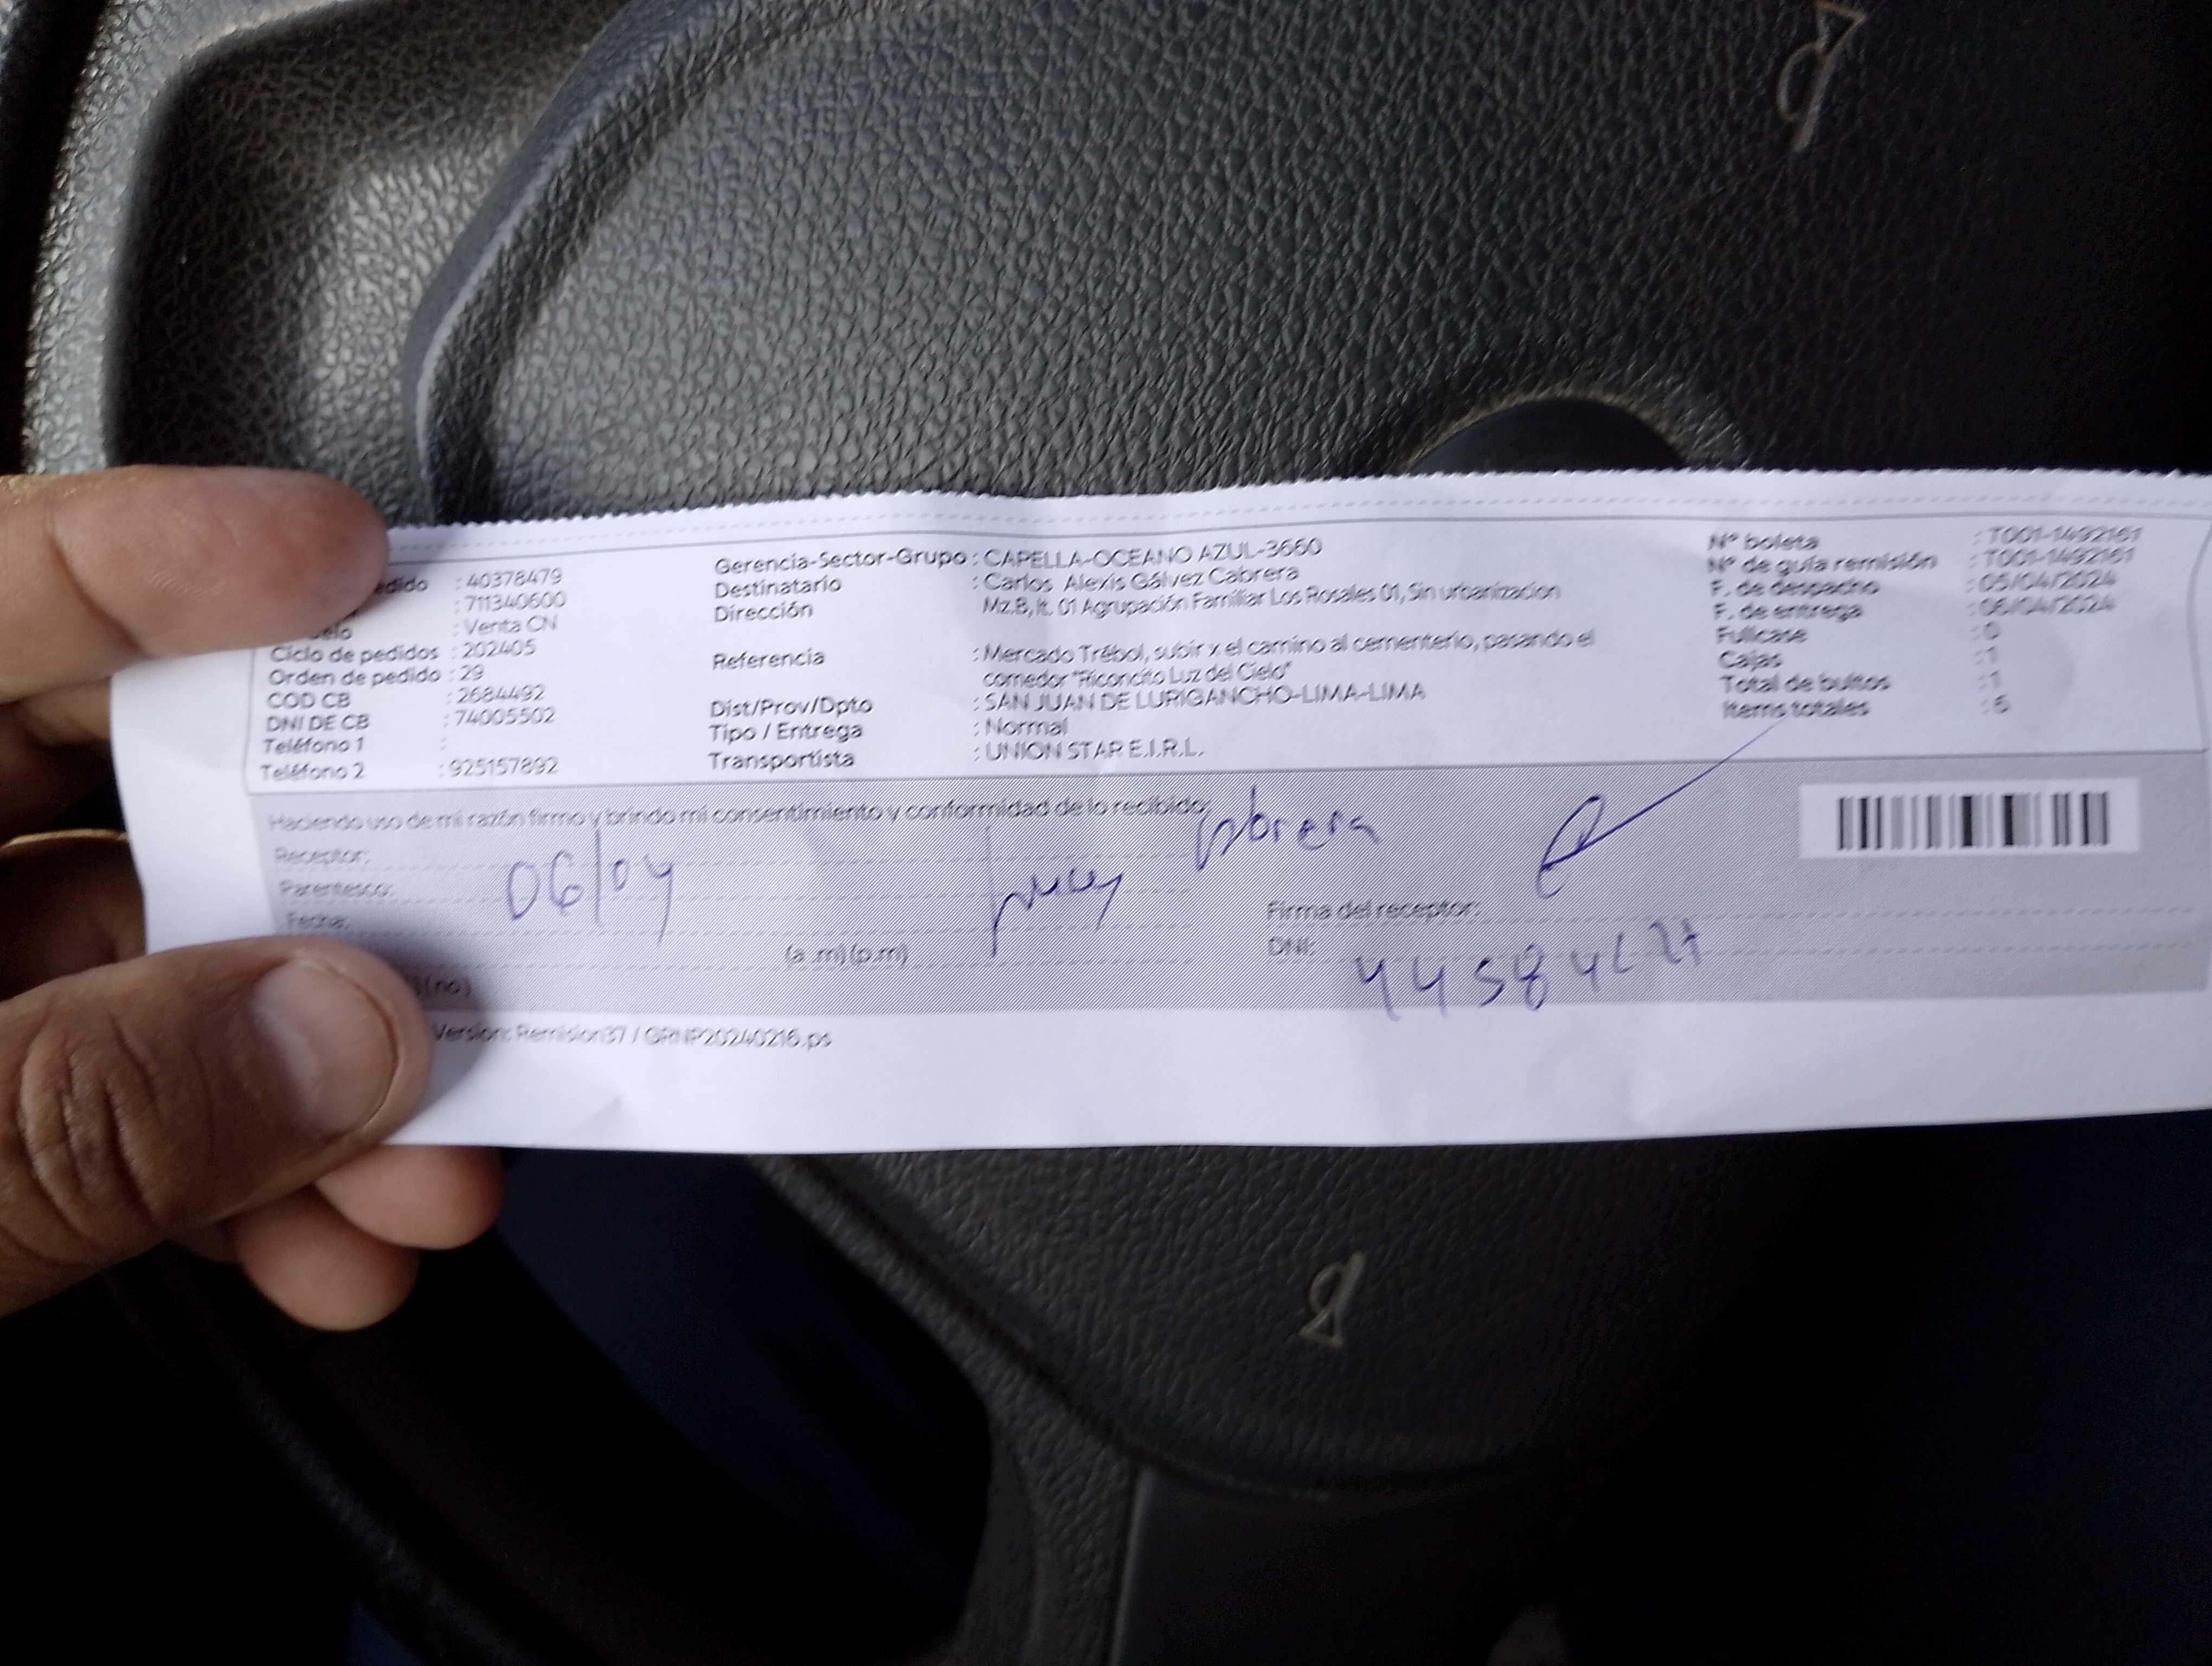 edido : 40378479
: 711340600
elo : Venta CN
Ciclo de pedidos : 202405
Orden de pedido : 29
COD CB : 2684492
DNI DE CB : 74005502
Teléfono 1 :
Teléfono 2 : 925157892
Gerencia-Sector-Grupo : CAPELLA-OCEANO AZUL-3660
Destinatario : Carlos Alexis Gálvez Cabrera
Dirección Mz.B, lt. 01 Agrupación Familiar Los Rosales 01, Sin urbanizacion
Referencia : Mercado Trébol, subir x el camino al cementerio, pasando el
comedor "Riconcito Luz del Cielo"
Dist/Prov/Dpto : SAN JUAN DE LURIGANCHO-LIMA-LIMA
Tipo / Entrega : Normal
Transportista : UNION STAR E.I.R.L.
N° boleta : T001-1492161
N° de guía remisión : T001-1492161
F. de despacho : 05/04/2024
F. de entrega : 06/04/2024
Fullcase : 0
Cajas : 1
Total de bultos : 1
Items totales : 6
Haciendo uso de mi razón firmo y brindo mi consentimiento y conformidad de lo recibido:
Receptor:
Parentesco:
Fecha: 06/04
(a .m) (p.m)
(no)
Firma del receptor:
DNI:
Version: Remision37 / GRNP20240216.ps